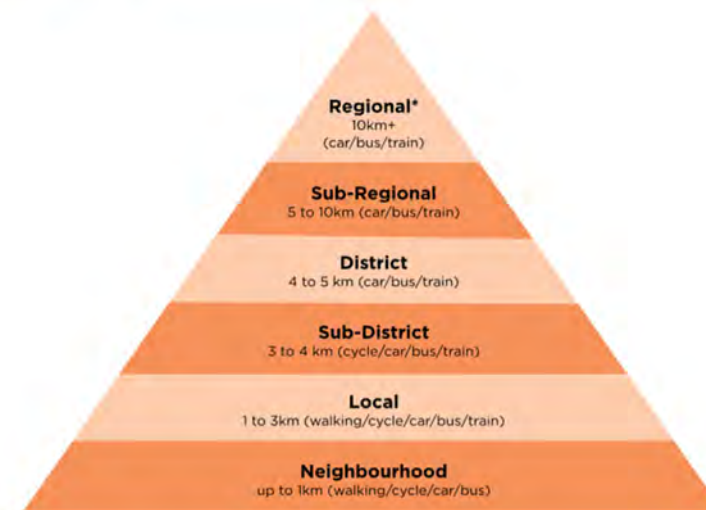 Regional*
10km+
(car/bus/train)
Sub-Regional
5 to 10km (car/bus/train)
District
4 to 5 km (car/bus/train)
Sub-District
3 to 4 km (cycle/car/bus/train)
Local
1 to 3km (walking/cycle/car/bus/train)
Neighbourhood
up to 1km (walking/cycle/car/bus)